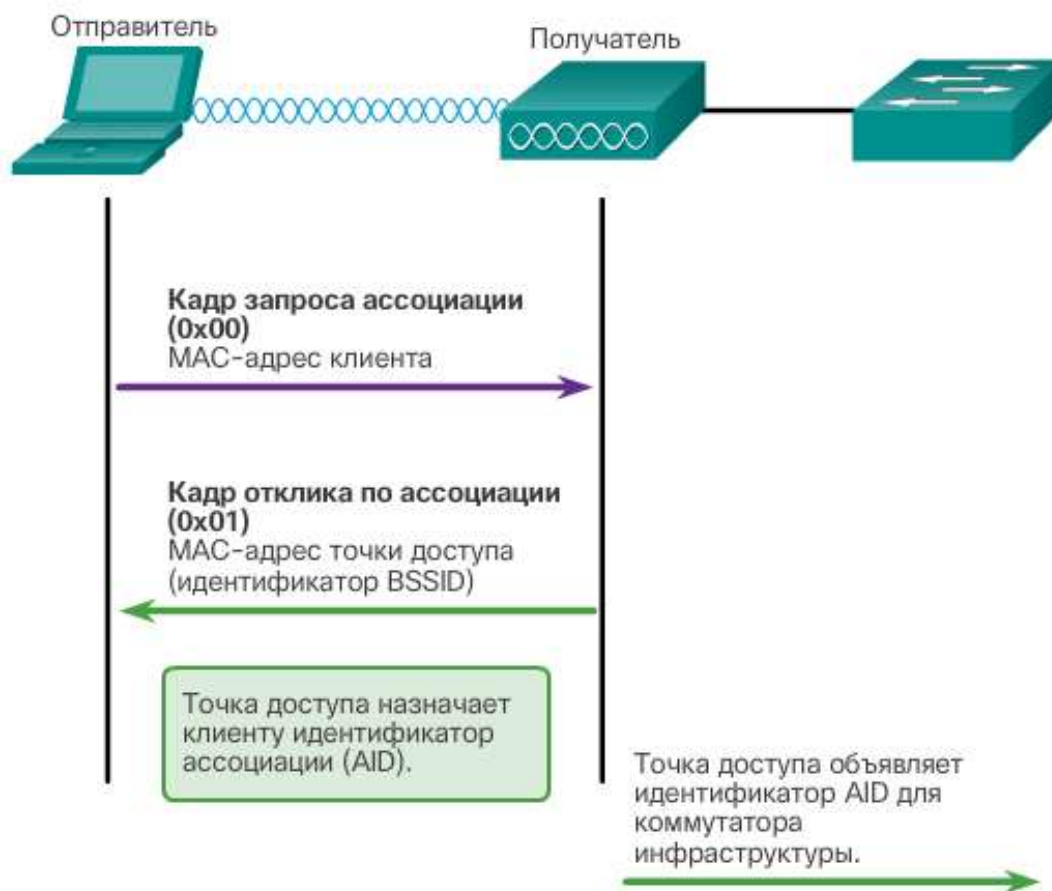 Отправитель
Получатель
Кадр запроса ассоциации
(0x00)
MAC-адрес клиента
Кадр отклика по ассоциации
(0x01)
MAC-адрес точки доступа
(идентификатор BSSID)
Точка доступа назначает
клиенту идентификатор
ассоциации (AID).
Точка доступа объявляет
идентификатор AID для
коммутатора
инфраструктуры.